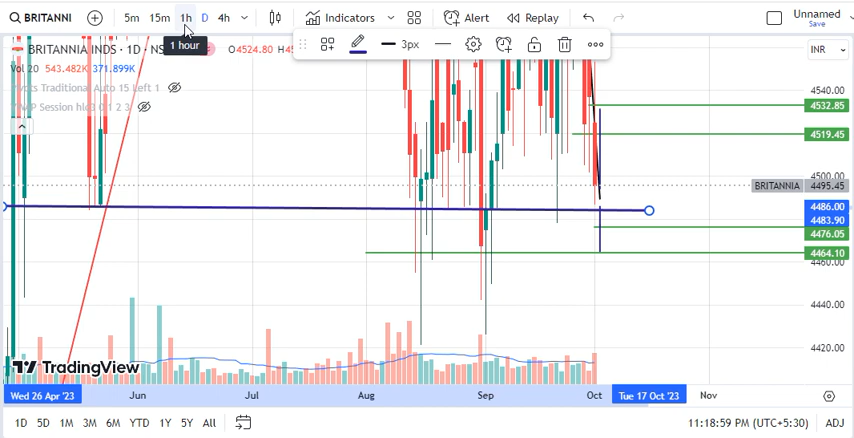 BRITANNI 5m 15m 1h D 4h Indicators Alert Replay Unnamed
Save
1 hour
3px
BRITANNIA INDS · 1D · NS O4524.80 INR
Vol 20 543.482K 371.899K
Pivots Traditional Auto 15 Left 1
VWAP Session hlc3 0 1 2 3
4540.00
4532.85
4519.45
4500.00
BRITANNIA 4495.45
4486.00
4483.90
4476.05
4464.10
4460.00
4440.00
4420.00
TradingView
Wed 26 Apr '23 Jun Jul Aug Sep Oct Tue 17 Oct '23 Nov
1D 5D 1M 3M 6M YTD 1Y 5Y All 11:18:59 PM (UTC+5:30) ADJ